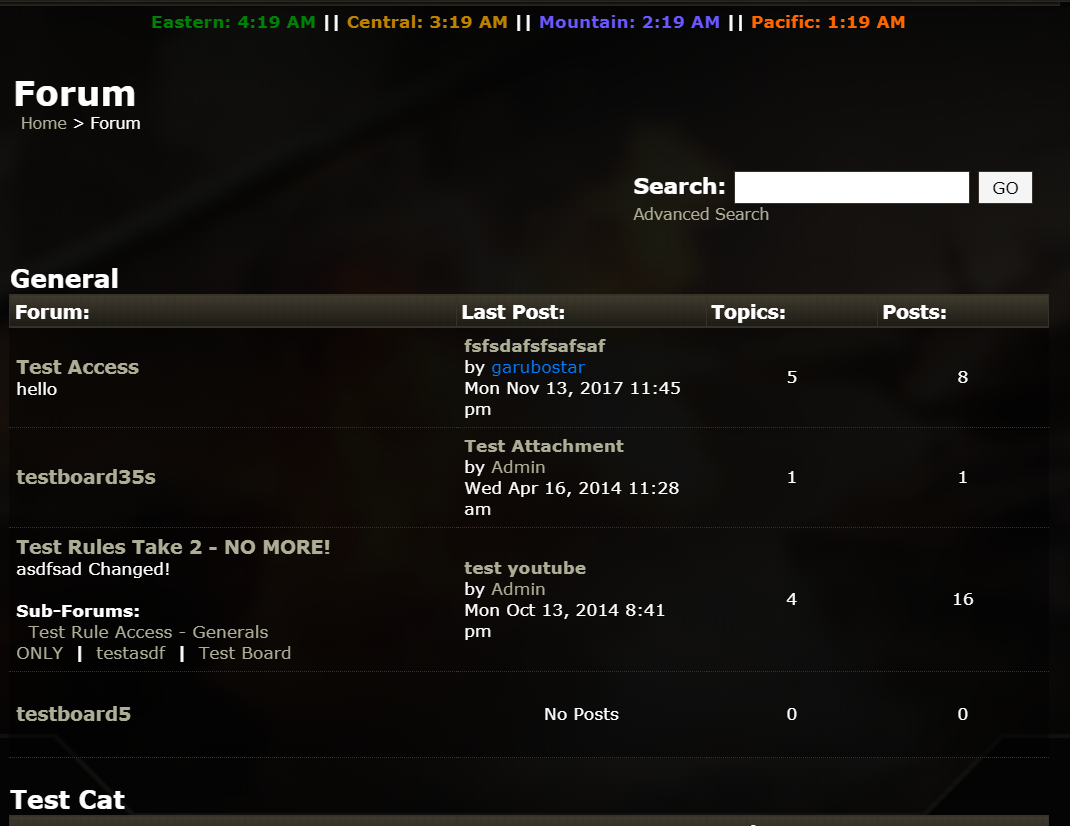 Eastern: 4:19 AM || Central: 3:19 AM || Mountain: 2:19 AM || Pacific: 1:19 AM
Forum
Home > Forum
Search: GO
Advanced Search
General
Forum: Last Post: Topics: Posts:
Test Access
hello
fsfsdafsfsafsaf
by garubostar
Mon Nov 13, 2017 11:45
pm
5
8
testboard35s
Test Attachment
by Admin
Wed Apr 16, 2014 11:28
am
1
1
Test Rules Take 2 - NO MORE!
asdfsad Changed!
Sub-Forums:
Test Rule Access - Generals
ONLY | testasdf | Test Board
test youtube
by Admin
Mon Oct 13, 2014 8:41
pm
4
16
testboard5
No Posts
0
0
Test Cat